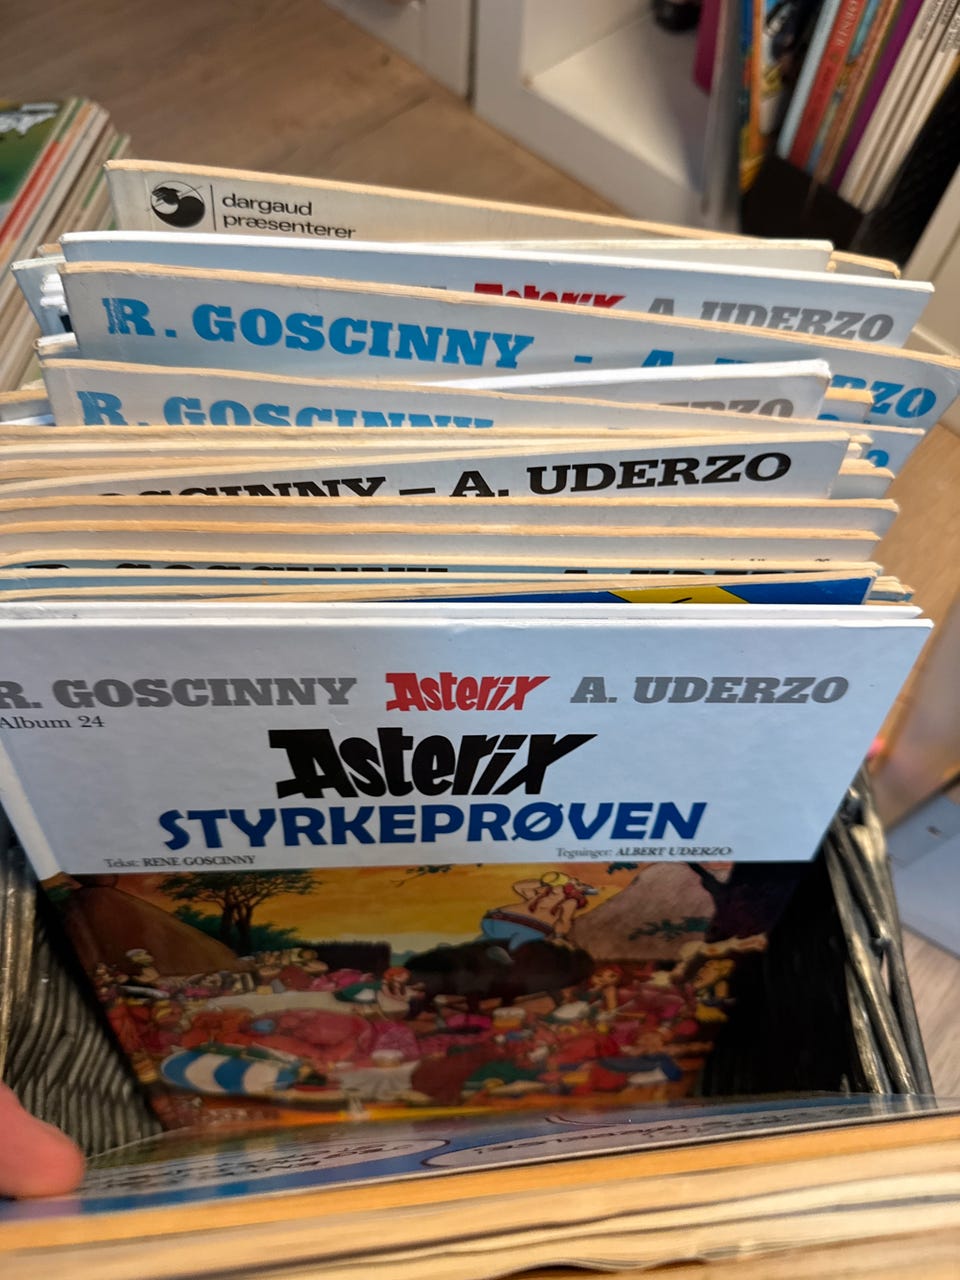 dargaud
præsenterer
Asterix A. UDERZO
R. GOSCINNY - A. UDERZO
R. GOSCINNY
GOSCINNY – A. UDERZO
R. GOSCINNY Asterix A. UDERZO
Album 24
Asterix
STYRKEPRØVEN
Tekst: RENE GOSCINNY Tegninger: ALBERT UDERZO